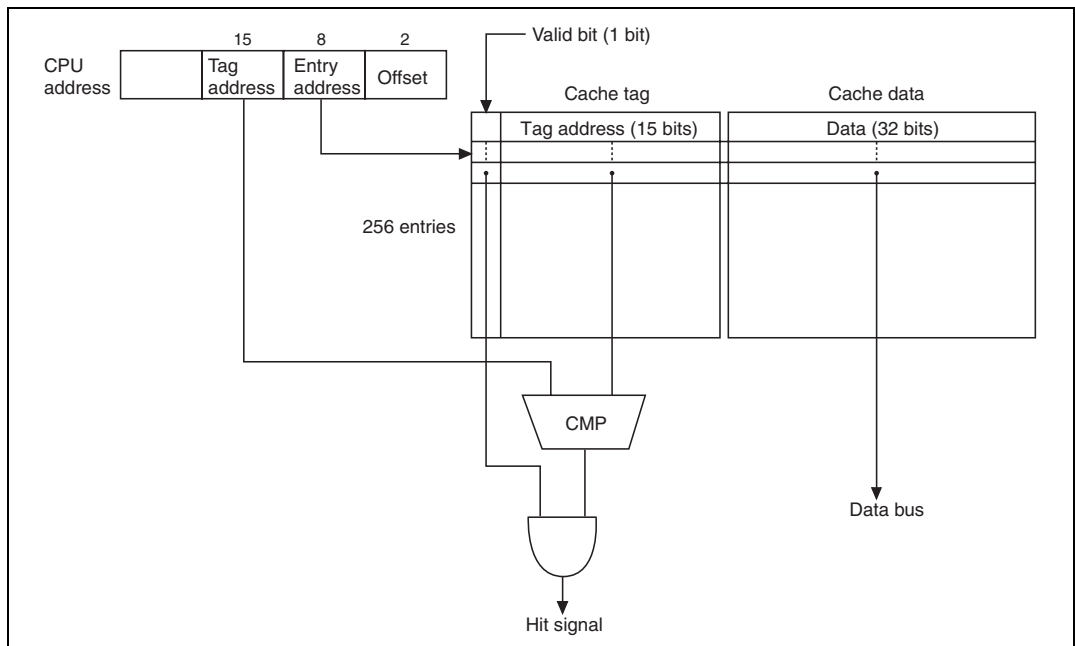 15
8
2
Valid bit (1 bit)
CPU
address
Tag
address
Entry
address
Offset
Cache tag
Cache data
Tag address (15 bits)
Data (32 bits)
256 entries
CMP
Data bus
Hit signal